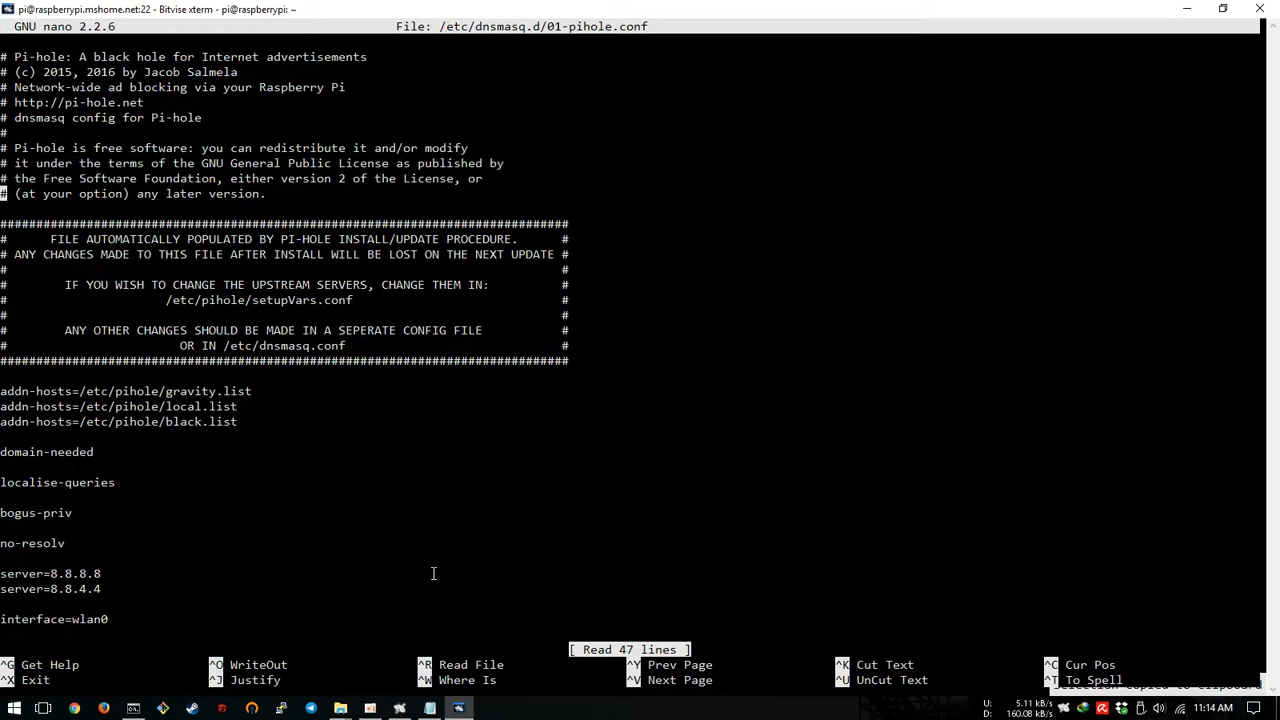 pi@raspberrypi.mshome.net:22 - Bitvise xterm - pi@raspberrypi: ~
GNU nano 2.2.6 File: /etc/dnsmasq.d/01-pihole.conf
# Pi-hole: A black hole for Internet advertisements
# (c) 2015, 2016 by Jacob Salmela
# Network-wide ad blocking via your Raspberry Pi
# http://pi-hole.net
# dnsmasq config for Pi-hole
#
# Pi-hole is free software: you can redistribute it and/or modify
# it under the terms of the GNU General Public License as published by
# the Free Software Foundation, either version 2 of the License, or
# (at your option) any later version.
###############################################################################
# FILE AUTOMATICALLY POPULATED BY PI-HOLE INSTALL/UPDATE PROCEDURE. #
# ANY CHANGES MADE TO THIS FILE AFTER INSTALL WILL BE LOST ON THE NEXT UPDATE #
# #
# IF YOU WISH TO CHANGE THE UPSTREAM SERVERS, CHANGE THEM IN: #
# /etc/pihole/setupVars.conf #
# #
# ANY OTHER CHANGES SHOULD BE MADE IN A SEPERATE CONFIG FILE #
# OR IN /etc/dnsmasq.conf #
###############################################################################
addn-hosts=/etc/pihole/gravity.list
addn-hosts=/etc/pihole/local.list
addn-hosts=/etc/pihole/black.list
domain-needed
localise-queries
bogus-priv
no-resolv
server=8.8.8.8
server=8.8.4.4
interface=wlan0
[ Read 47 lines ]
^G Get Help ^O WriteOut ^R Read File ^Y Prev Page ^K Cut Text ^C Cur Pos
^X Exit ^J Justify ^W Where Is ^V Next Page ^U UnCut Text ^T To Spell
Selection copied to clipboard
U: 5.11 kB/s
D: 160.08 kB/s
11:14 AM